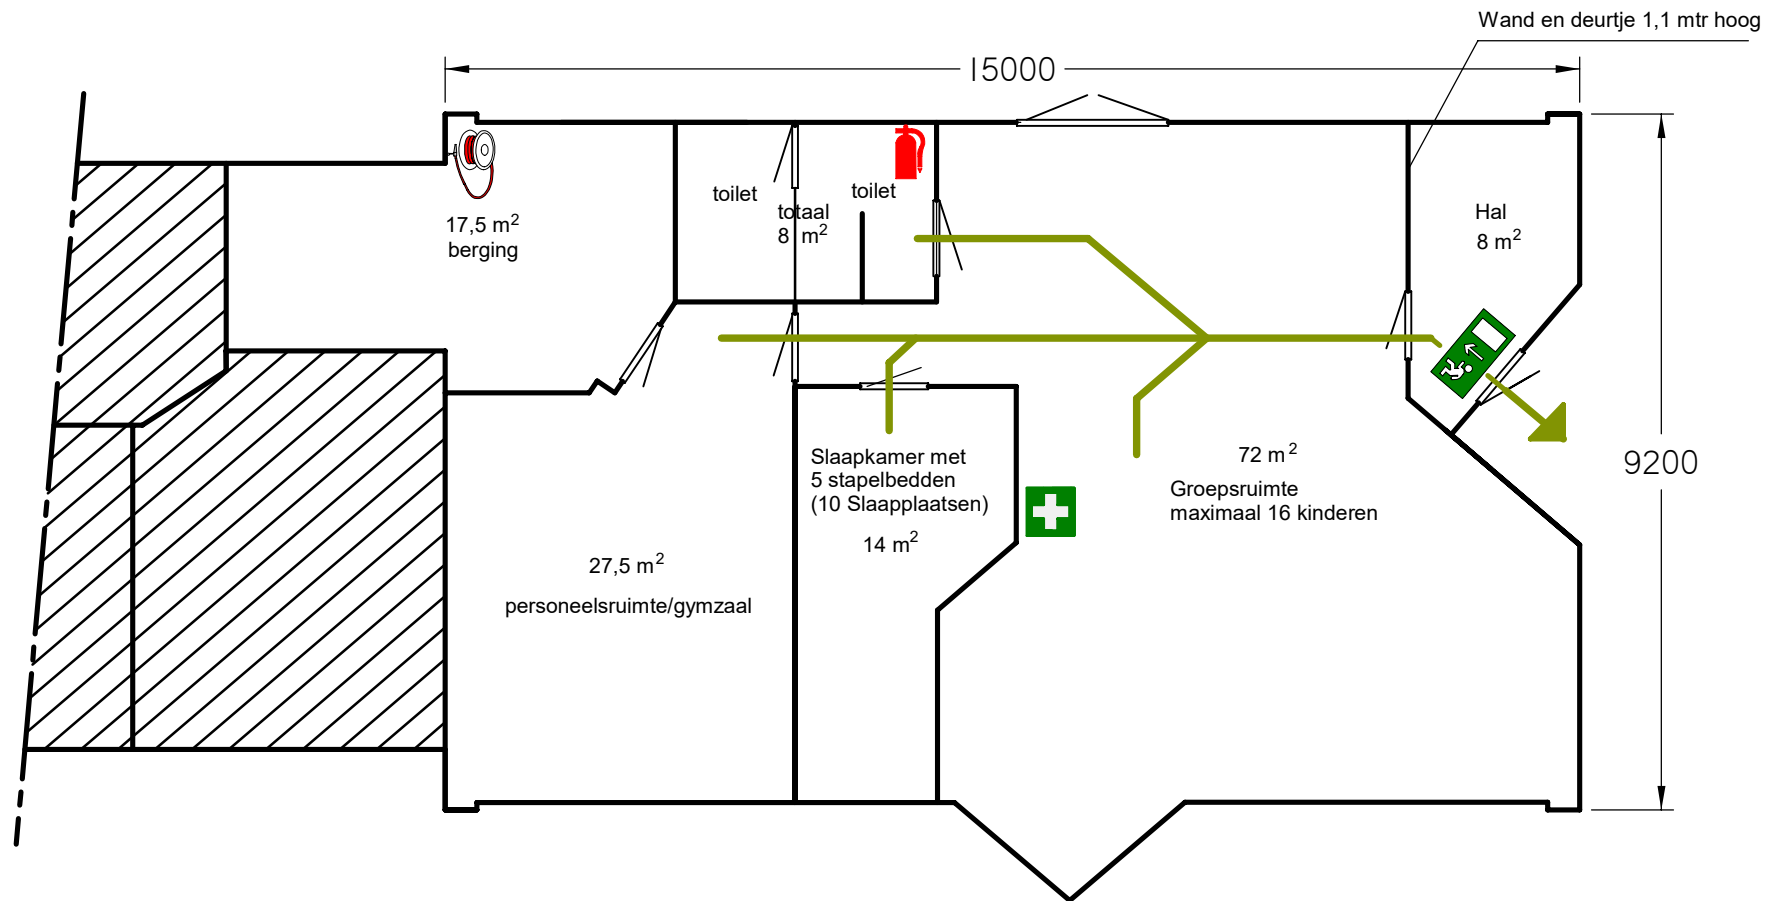 Wand en deurtje 1,1 mtr hoog
15000
toilet
toilet
totaal
8 m²
17,5 m²
berging
Hal
8 m²
Slaapkamer met
5 stapelbedden
(10 Slaapplaatsen)
14 m²
72 m²
Groepsruimte
maximaal 16 kinderen
9200
27,5 m²
personeelsruimte/gymzaal